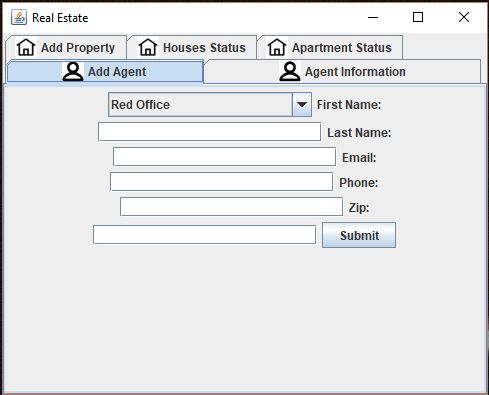 Real Estate
Add Property Houses Status Apartment Status
Add Agent Agent Information
Red Office First Name:
Last Name:
Email:
Phone:
Zip:
Submit